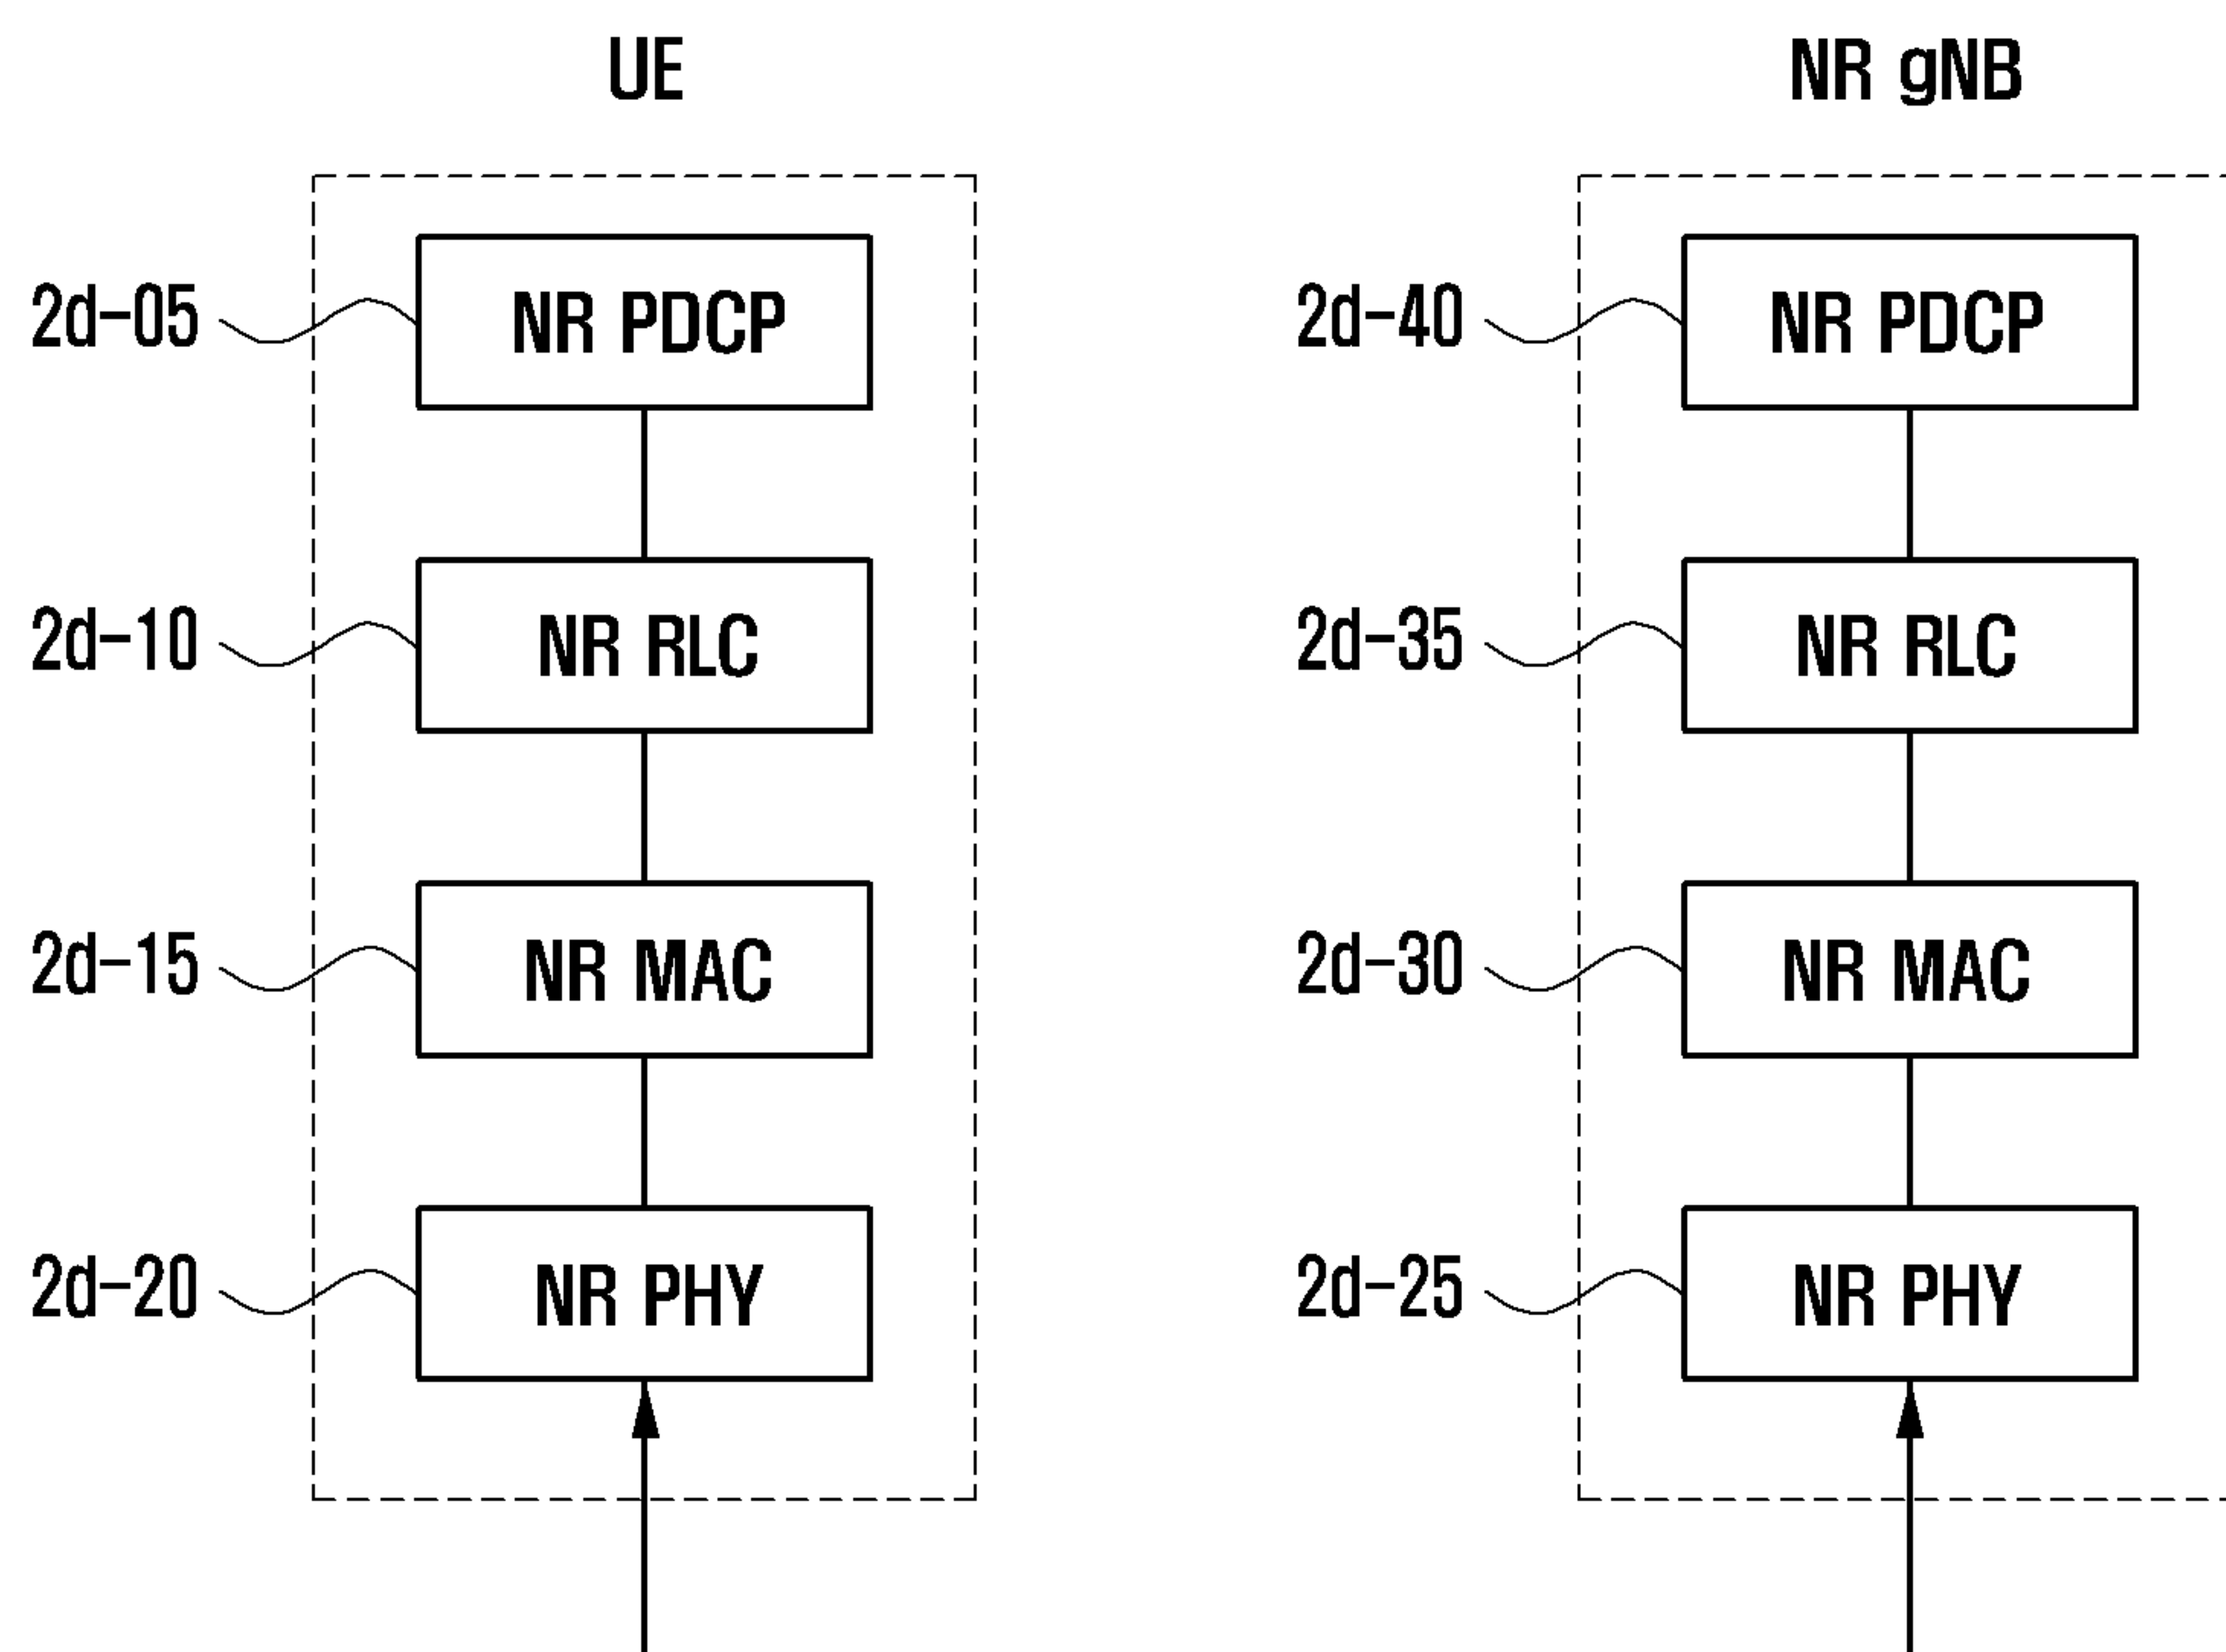 UE
NR gNB
2d-05
NR PDCP
2d-40
NR PDCP
2d-10
NR RLC
2d-35
NR RLC
2d-15
NR MAC
2d-30
NR MAC
2d-20
NR PHY
2d-25
NR PHY